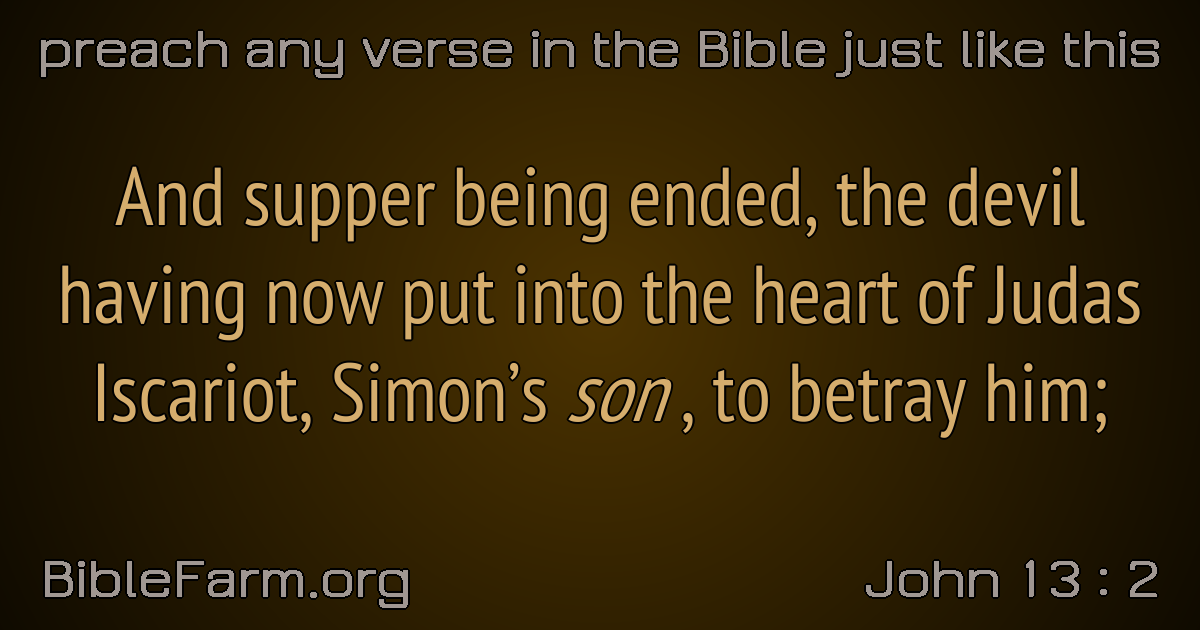 preach any verse in the Bible just like this
And supper being ended, the devil
having now put into the heart of Judas
Iscariot, Simon’s son , to betray him;
BibleFarm.org
John 13 : 2